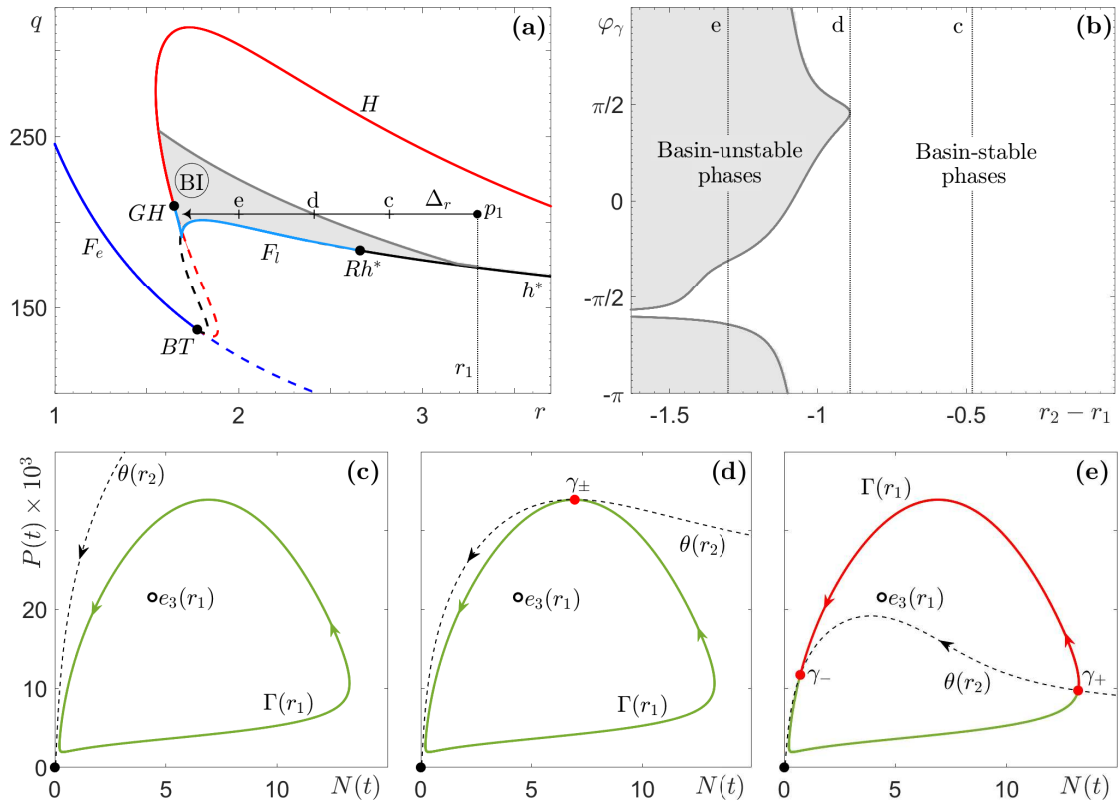 q
(a)
H
250
BI
e
d
c
Δ_r
p_1
GH
F_e
F_l
Rh*
h*
150
BT
r_1
1
2
r
3
φ_γ
(b)
e
d
c
π/2
Basin-unstable
phases
Basin-stable
phases
0
-π/2
-π
-1.5
-1
-0.5
r_2 − r_1
P(t) × 10^3
θ(r_2)
(c)
e_3(r_1)
Γ(r_1)
20
10
0
0
5
10
N(t)
(d)
γ_±
θ(r_2)
e_3(r_1)
Γ(r_1)
0
5
10
N(t)
(e)
Γ(r_1)
e_3(r_1)
γ_−
θ(r_2)
γ_+
0
5
10
N(t)